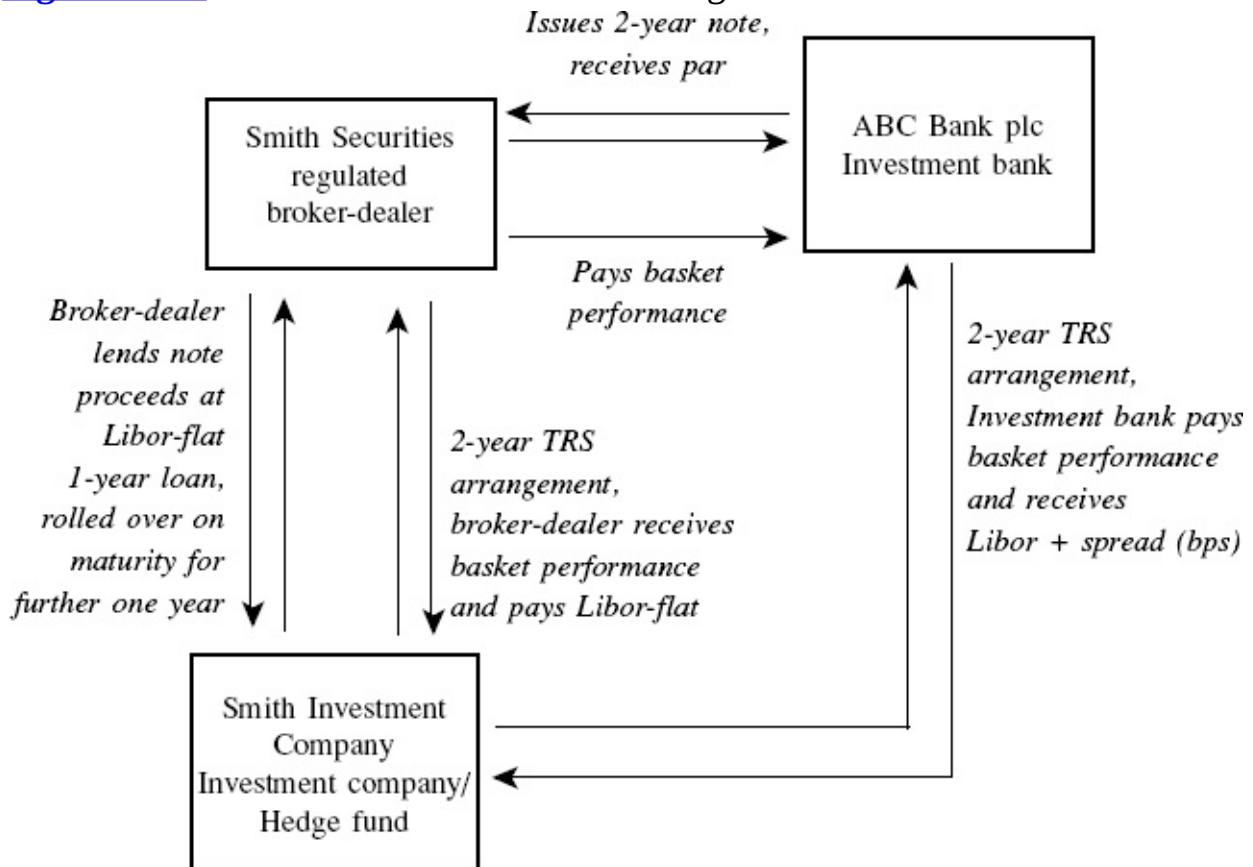 Issues 2-year note,
receives par
Smith Securities
regulated
broker-dealer
ABC Bank plc
Investment bank
Pays basket
performance
Broker-dealer
lends note
proceeds at
Libor-flat
1-year loan,
rolled over on
maturity for
further one year
2-year TRS
arrangement,
broker-dealer receives
basket performance
and pays Libor-flat
2-year TRS
arrangement,
Investment bank pays
basket performance
and receives
Libor + spread (bps)
Smith Investment
Company
Investment company/
Hedge fund